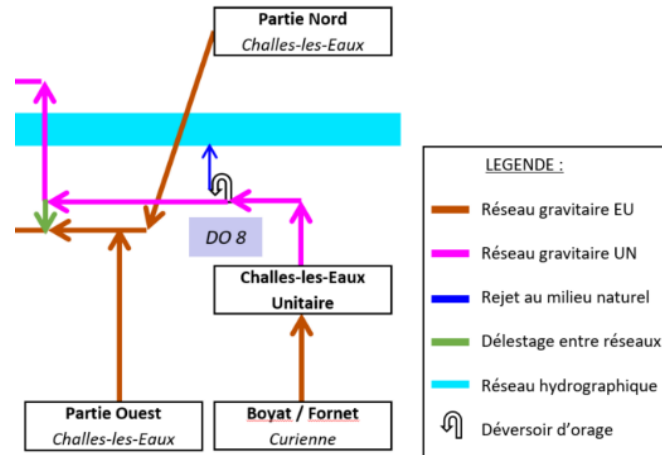 Partie Nord
Challes-les-Eaux
DO 8
Challes-les-Eaux
Unitaire
Partie Ouest
Challes-les-Eaux
Boyat / Fornet
Curienne
LEGENDE :
Réseau gravitaire EU
Réseau gravitaire UN
Rejet au milieu naturel
Délestage entre réseaux
Réseau hydrographique
Déversoir d'orage